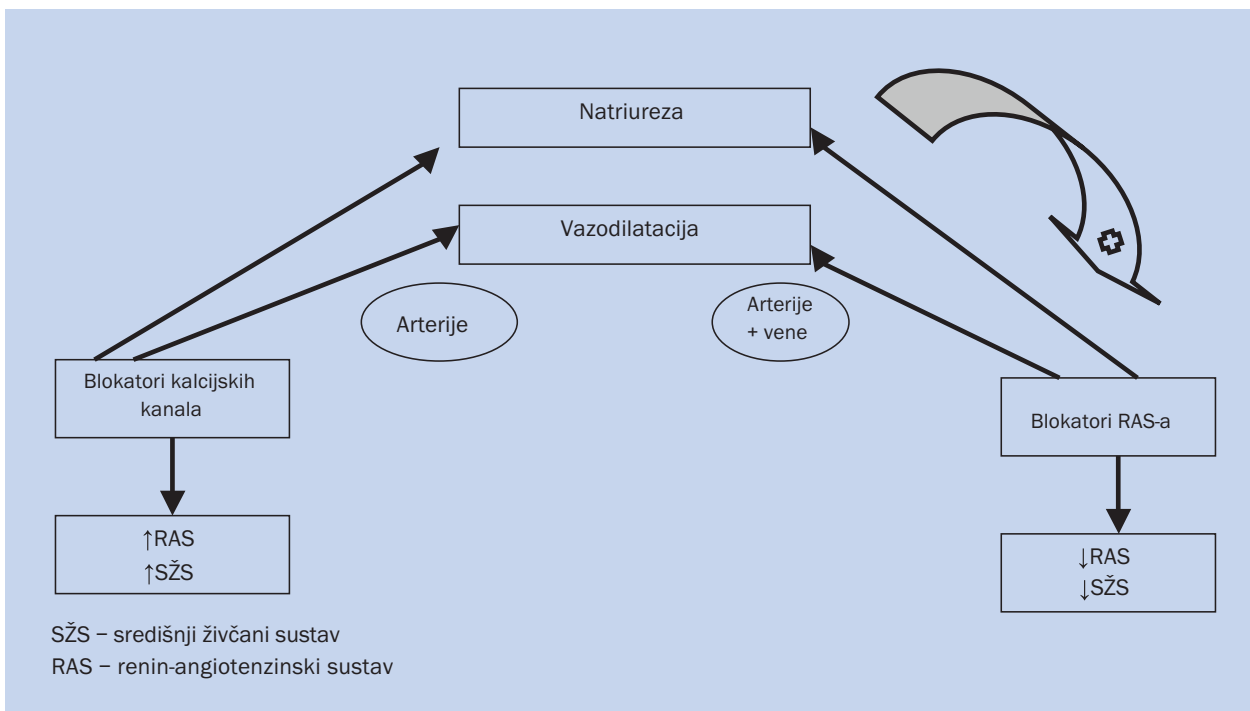 Natriureza
Vazodilatacija
Arterije
Arterije
+ vene
Blokatori kalcijskih
kanala
Blokatori RAS-a
↑RAS
↑SŽS
↓RAS
↓SŽS
SŽS – središnji živčani sustav
RAS – renin-angiotenzinski sustav